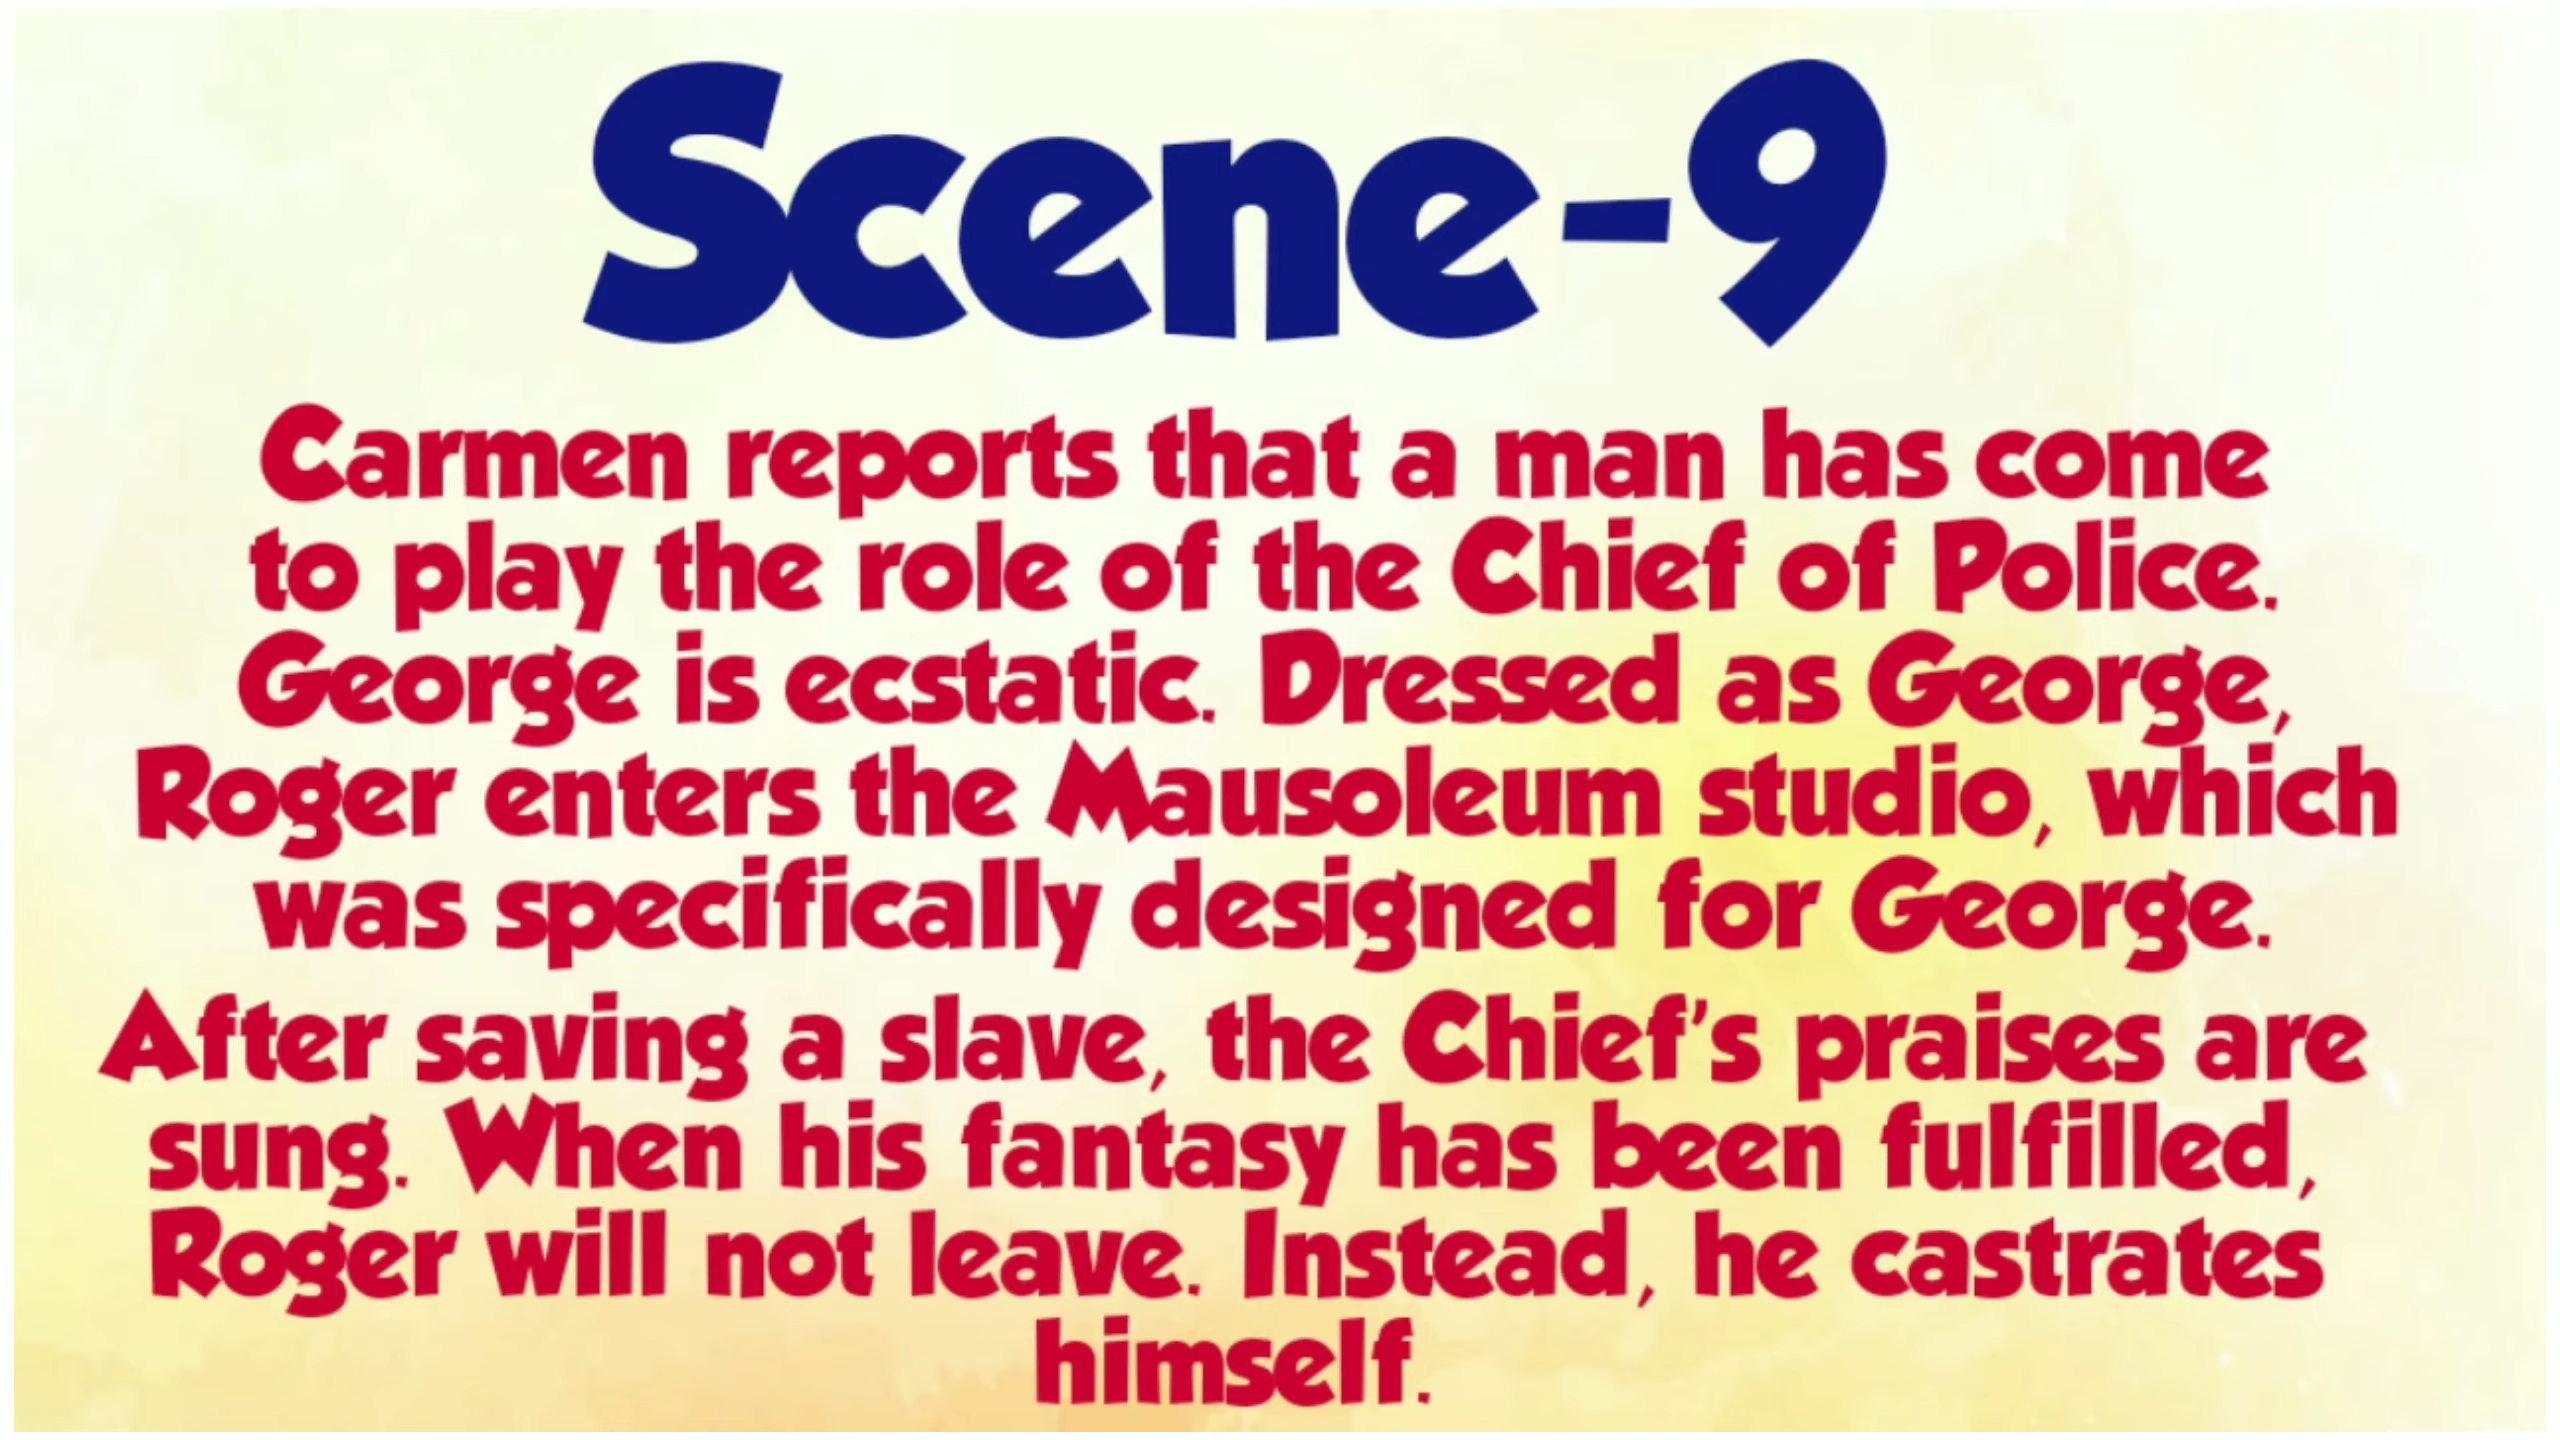 Scene-9
Carmen reports that a man has come
to play the role of the Chief of Police.
George is ecstatic. Dressed as George,
Roger enters the Mausoleum studio, which
was specifically designed for George.
After saving a slave, the Chief's praises are
sung. When his fantasy has been fulfilled,
Roger will not leave. Instead, he castrates
himself.